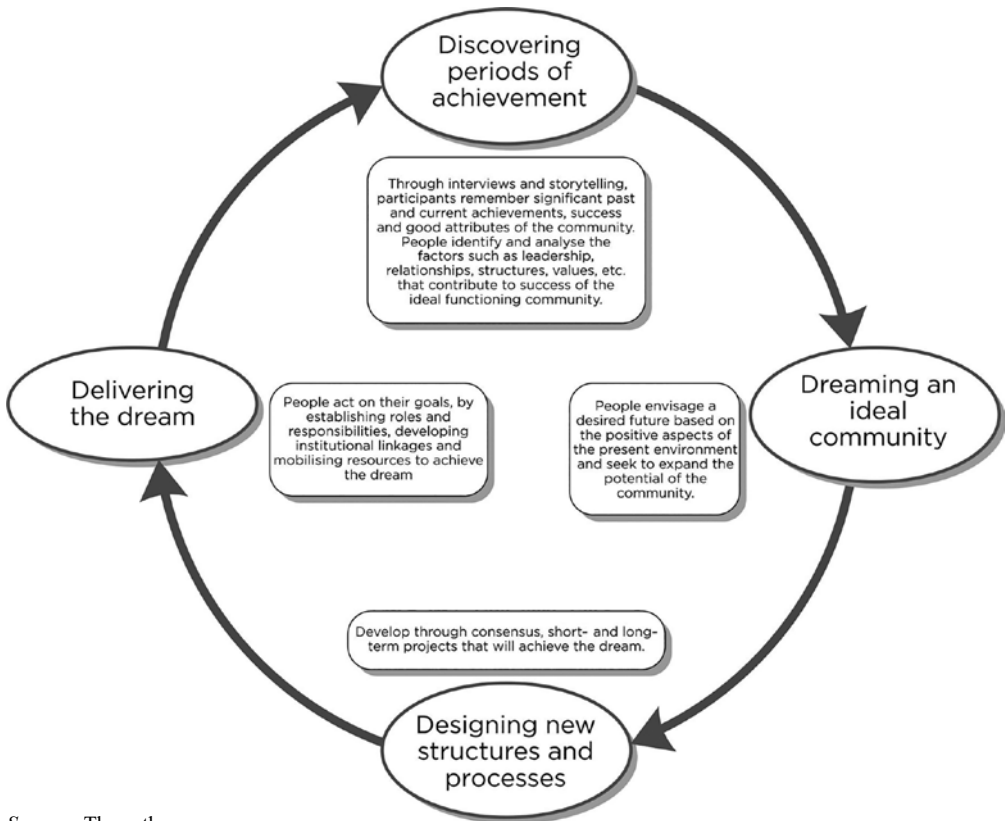 Discovering
periods of
achievement
Through interviews and storytelling,
participants remember significant past
and current achievements, success
and good attributes of the community.
People identify and analyse the
factors such as leadership,
relationships, structures, values, etc.
that contribute to success of the
ideal functioning community.
Delivering
the dream
People act on their goals, by
establishing roles and
responsibilities, developing
institutional linkages and
mobilising resources to achieve
the dream
People envisage a
desired future based on
the positive aspects of
the present environment
and seek to expand the
potential of the
community.
Dreaming an
ideal
community
Develop through consensus, short- and long-
term projects that will achieve the dream.
Designing new
structures and
processes